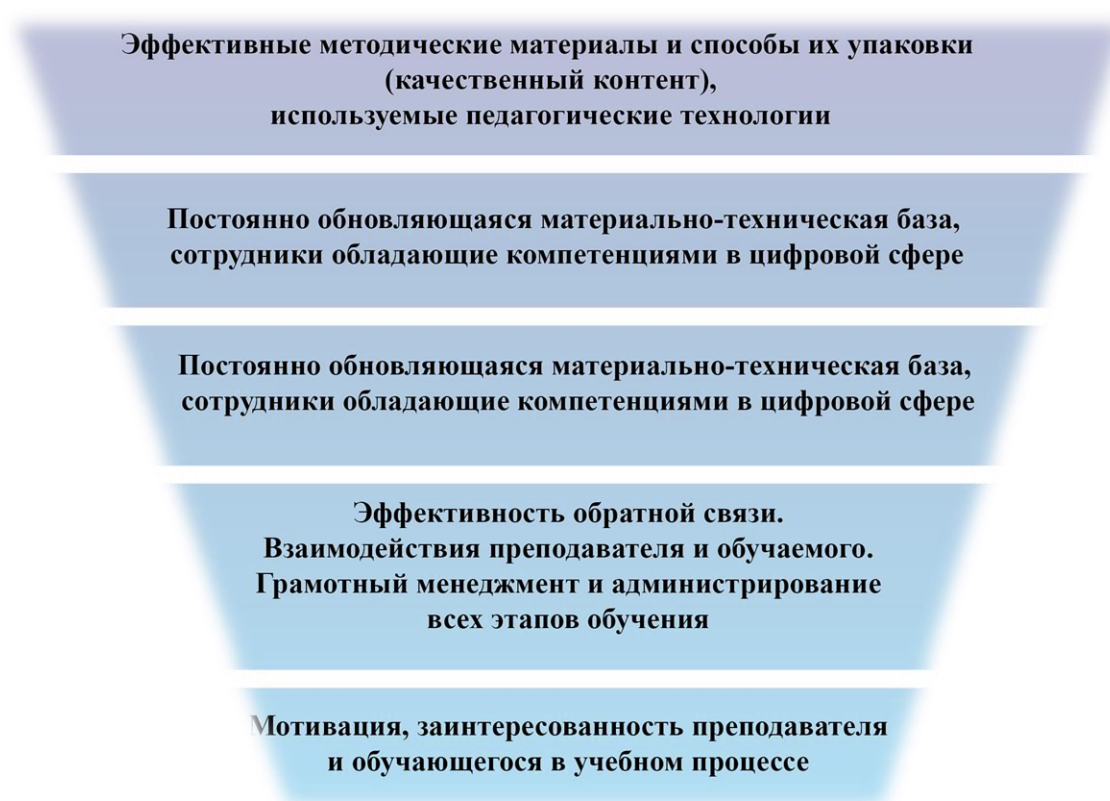 Эффективные методические материалы и способы их упаковки
(качественный контент),
используемые педагогические технологии
Постоянно обновляющаяся материально-техническая база,
сотрудники обладающие компетенциями в цифровой сфере
Постоянно обновляющаяся материально-техническая база,
сотрудники обладающие компетенциями в цифровой сфере
Эффективность обратной связи.
Взаимодействия преподавателя и обучаемого.
Грамотный менеджмент и администрирование
всех этапов обучения
Мотивация, заинтересованность преподавателя
и обучающегося в учебном процессе